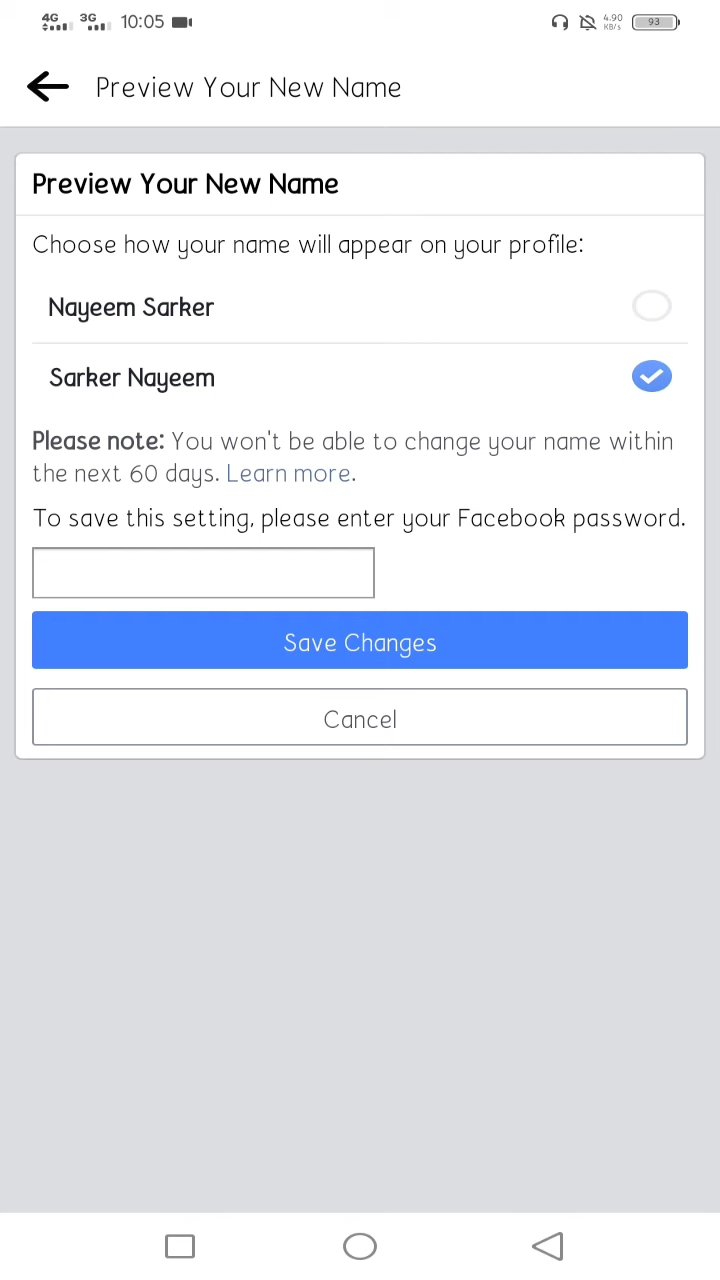 4G 3G 10:05 4.90 KB/s 93
Preview Your New Name
Preview Your New Name
Choose how your name will appear on your profile:
Nayeem Sarker
Sarker Nayeem
Please note: You won't be able to change your name within
the next 60 days. Learn more.
To save this setting, please enter your Facebook password.
Save Changes
Cancel